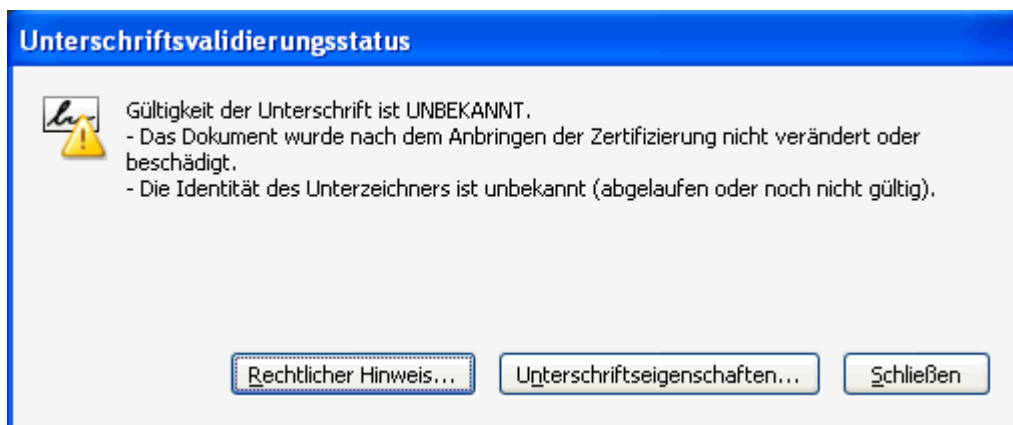 Unterschriftsvalidierungsstatus
Gültigkeit der Unterschrift ist UNBEKANNT.
- Das Dokument wurde nach dem Anbringen der Zertifizierung nicht verändert oder
beschädigt.
- Die Identität des Unterzeichners ist unbekannt (abgelaufen oder noch nicht gültig).
Rechtlicher Hinweis... Unterschriftseigenschaften... Schließen